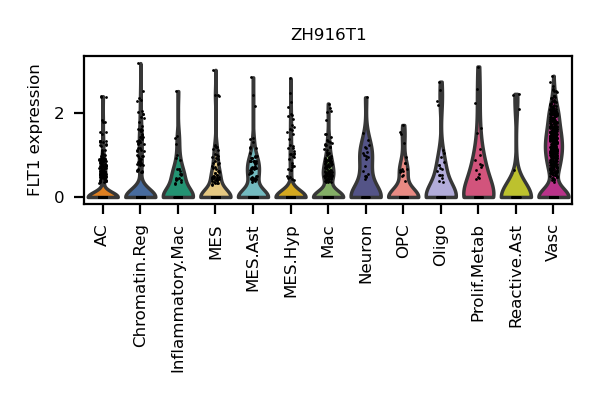 ZH916T1
FLT1 expression
2
0
AC
Chromatin.Reg
Inflammatory.Mac
MES
MES.Ast
MES.Hyp
Mac
Neuron
OPC
Oligo
Prolif.Metab
Reactive.Ast
Vasc